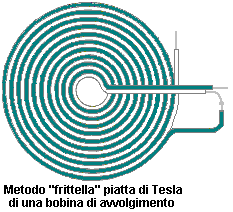 Metodo "frittella" piatta di Tesla
di una bobina di avvolgimento